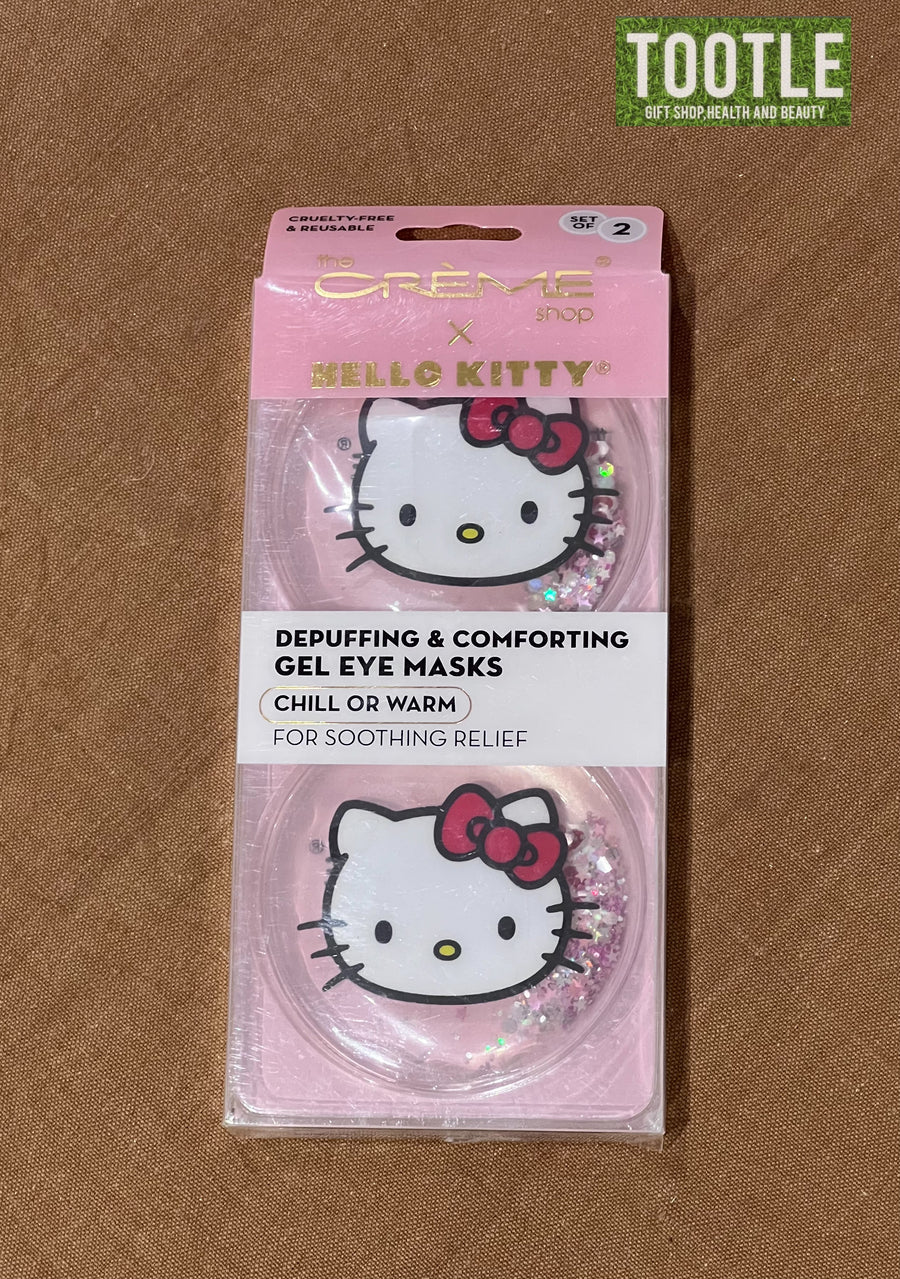 TOOTLE
GIFT SHOP,HEALTH AND BEAUTY
CRUELTY-FREE
& REUSABLE
SET
OF
2
the
CRÈME®
shop
X
HELLO KITTY®
®
DEPUFFING & COMFORTING
GEL EYE MASKS
CHILL OR WARM
FOR SOOTHING RELIEF
®